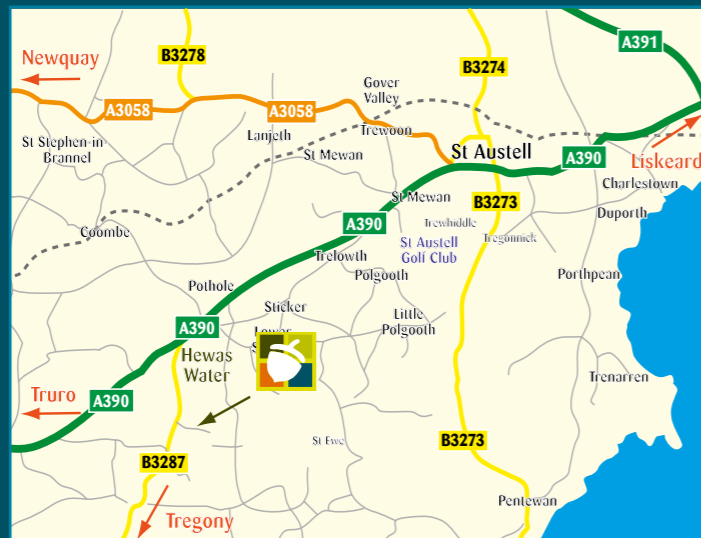 A391
Newquay
B3278
B3274
Gover
Valley
A3058
A3058
Trewoon
Lanjeth
St Stephen-in
Brannel
St Mewan
St Austell
A390
Liskeard
Charlestown
St Mewan
B3273
Duporth
A390
Trewhiddle
Tregonnick
Coombe
St Austell
Golf Club
Trelowth
Polgooth
Porthpean
Pothole
Sticker
Little
Polgooth
A390
Lower
Hewas
Water
Trenarren
Truro
A390
St Ewe
B3273
B3287
Pentewan
Tregony